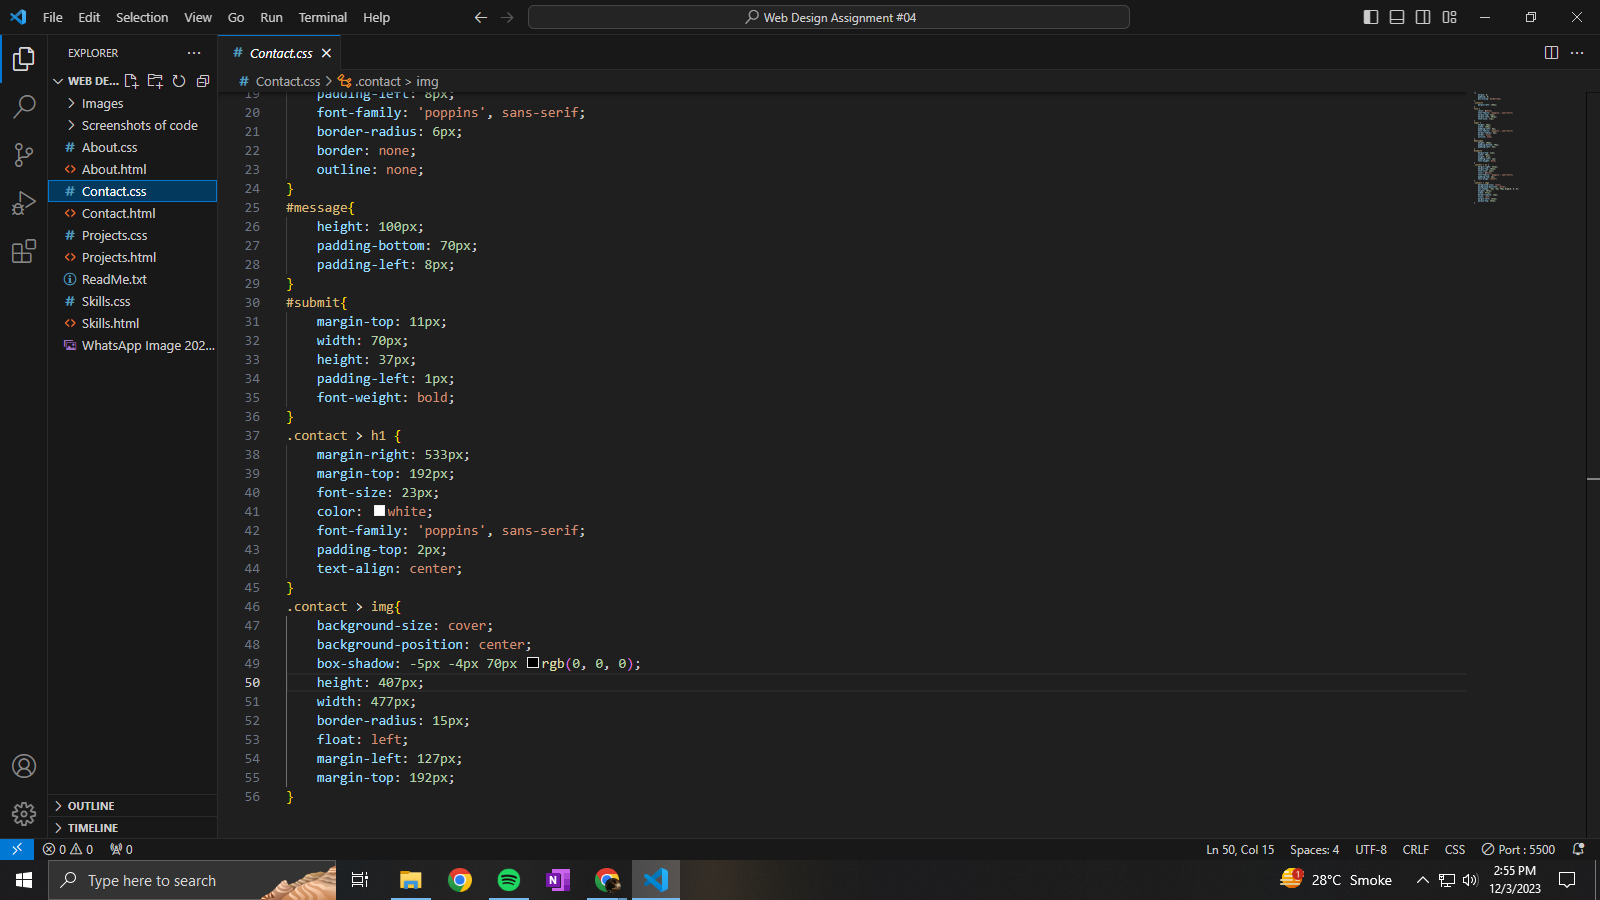 File Edit Selection View Go Run Terminal Help
Web Design Assignment #04
EXPLORER
WEB DE...
Images
Screenshots of code
# About.css
<> About.html
# Contact.css
<> Contact.html
# Projects.css
<> Projects.html
ReadMe.txt
# Skills.css
<> Skills.html
WhatsApp Image 202...
OUTLINE
TIMELINE
# Contact.css
# Contact.css > .contact > img
19 padding-left: 8px;
20 font-family: 'poppins', sans-serif;
21 border-radius: 6px;
22 border: none;
23 outline: none;
24 }
25 #message{
26 height: 100px;
27 padding-bottom: 70px;
28 padding-left: 8px;
29 }
30 #submit{
31 margin-top: 11px;
32 width: 70px;
33 height: 37px;
34 padding-left: 1px;
35 font-weight: bold;
36 }
37 .contact > h1 {
38 margin-right: 533px;
39 margin-top: 192px;
40 font-size: 23px;
41 color: white;
42 font-family: 'poppins', sans-serif;
43 padding-top: 2px;
44 text-align: center;
45 }
46 .contact > img{
47 background-size: cover;
48 background-position: center;
49 box-shadow: -5px -4px 70px rgb(0, 0, 0);
50 height: 407px;
51 width: 477px;
52 border-radius: 15px;
53 float: left;
54 margin-left: 127px;
55 margin-top: 192px;
56 }
0 0 0
Ln 50, Col 15 Spaces: 4 UTF-8 CRLF CSS Port : 5500
Type here to search
N
1
28°C Smoke
2:55 PM
12/3/2023